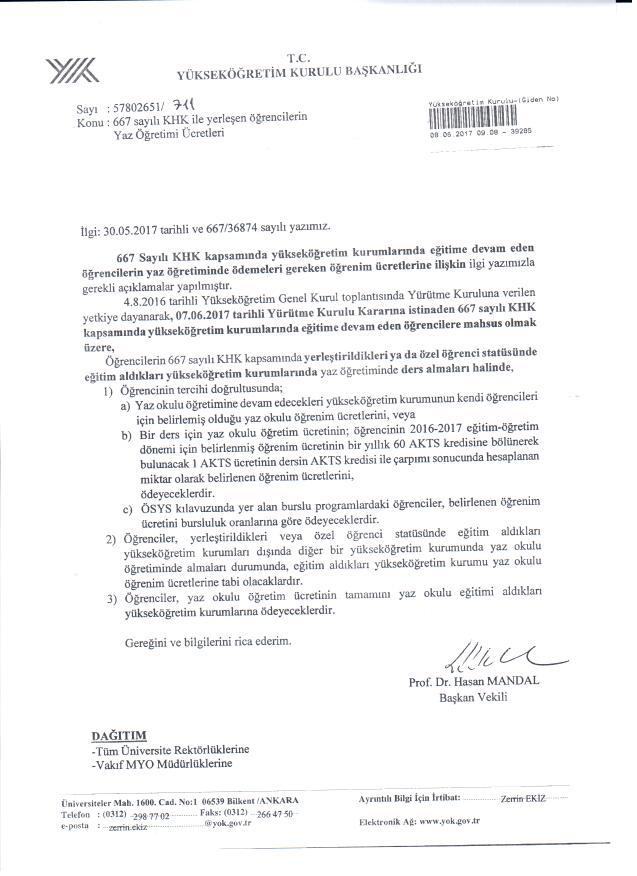 T.C.
YÜKSEKÖĞRETİM KURULU BAŞKANLIĞI
Sayı : 57802651/ 711
Konu : 667 sayılı KHK ile yerleşen öğrencilerin
Yaz Öğretimi Ücretleri
Yükseköğretim Kurulu-(Giden No)
08.06.2017 09.08 - 39285
İlgi: 30.05.2017 tarihli ve 667/36874 sayılı yazımız.
667 Sayılı KHK kapsamında yükseköğretim kurumlarında eğitime devam eden
öğrencilerin yaz öğretiminde ödemeleri gereken öğrenim ücretlerine ilişkin ilgi yazımızla
gerekli açıklamalar yapılmıştır.
4.8.2016 tarihli Yükseköğretim Genel Kurul toplantısında Yürütme Kuruluna verilen
yetkiye dayanarak, 07.06.2017 tarihli Yürütme Kurulu Kararına istinaden 667 sayılı KHK
kapsamında yükseköğretim kurumlarında eğitime devam eden öğrencilere mahsus olmak
üzere,
Öğrencilerin 667 sayılı KHK kapsamında yerleştirildikleri ya da özel öğrenci statüsünde
eğitim aldıkları yükseköğretim kurumlarında yaz öğretiminde ders almaları halinde,
1) Öğrencinin tercihi doğrultusunda;
a) Yaz okulu öğretimine devam edecekleri yükseköğretim kurumunun kendi öğrencileri
için belirlemiş olduğu yaz okulu öğrenim ücretlerini, veya
b) Bir ders için yaz okulu öğretim ücretinin; öğrencinin 2016-2017 eğitim-öğretim
dönemi için belirlenmiş öğrenim ücretinin bir yıllık 60 AKTS kredisine bölünerek
bulunacak 1 AKTS ücretinin dersin AKTS kredisi ile çarpımı sonucunda hesaplanan
miktar olarak belirlenen öğrenim ücretlerini,
ödeyeceklerdir.
c) ÖSYS kılavuzunda yer alan burslu programlardaki öğrenciler, belirlenen öğrenim
ücretini bursluluk oranlarına göre ödeyeceklerdir.
2) Öğrenciler, yerleştirildikleri veya özel öğrenci statüsünde eğitim aldıkları
yükseköğretim kurumları dışında diğer bir yükseköğretim kurumunda yaz okulu
öğretiminde almaları durumunda, eğitim aldıkları yükseköğretim kurumu yaz okulu
öğrenim ücretlerine tabi olacaklardır.
3) Öğrenciler, yaz okulu öğretim ücretinin tamamını yaz okulu eğitimi aldıkları
yükseköğretim kurumlarına ödeyeceklerdir.
Gereğini ve bilgilerini rica ederim.
Prof. Dr. Hasan MANDAL
Başkan Vekili
DAĞITIM
-Tüm Üniversite Rektörlüklerine
-Vakıf MYO Müdürlüklerine
Üniversiteler Mah. 1600. Cad. No:1 06539 Bilkent /ANKARA
Telefon : (0312) 298 77 02 Faks: (0312) 266 47 50
e-posta : zerrin.ekiz @yok.gov.tr
Ayrıntılı Bilgi İçin İrtibat: Zerrin EKİZ
Elektronik Ağ: www.yok.gov.tr